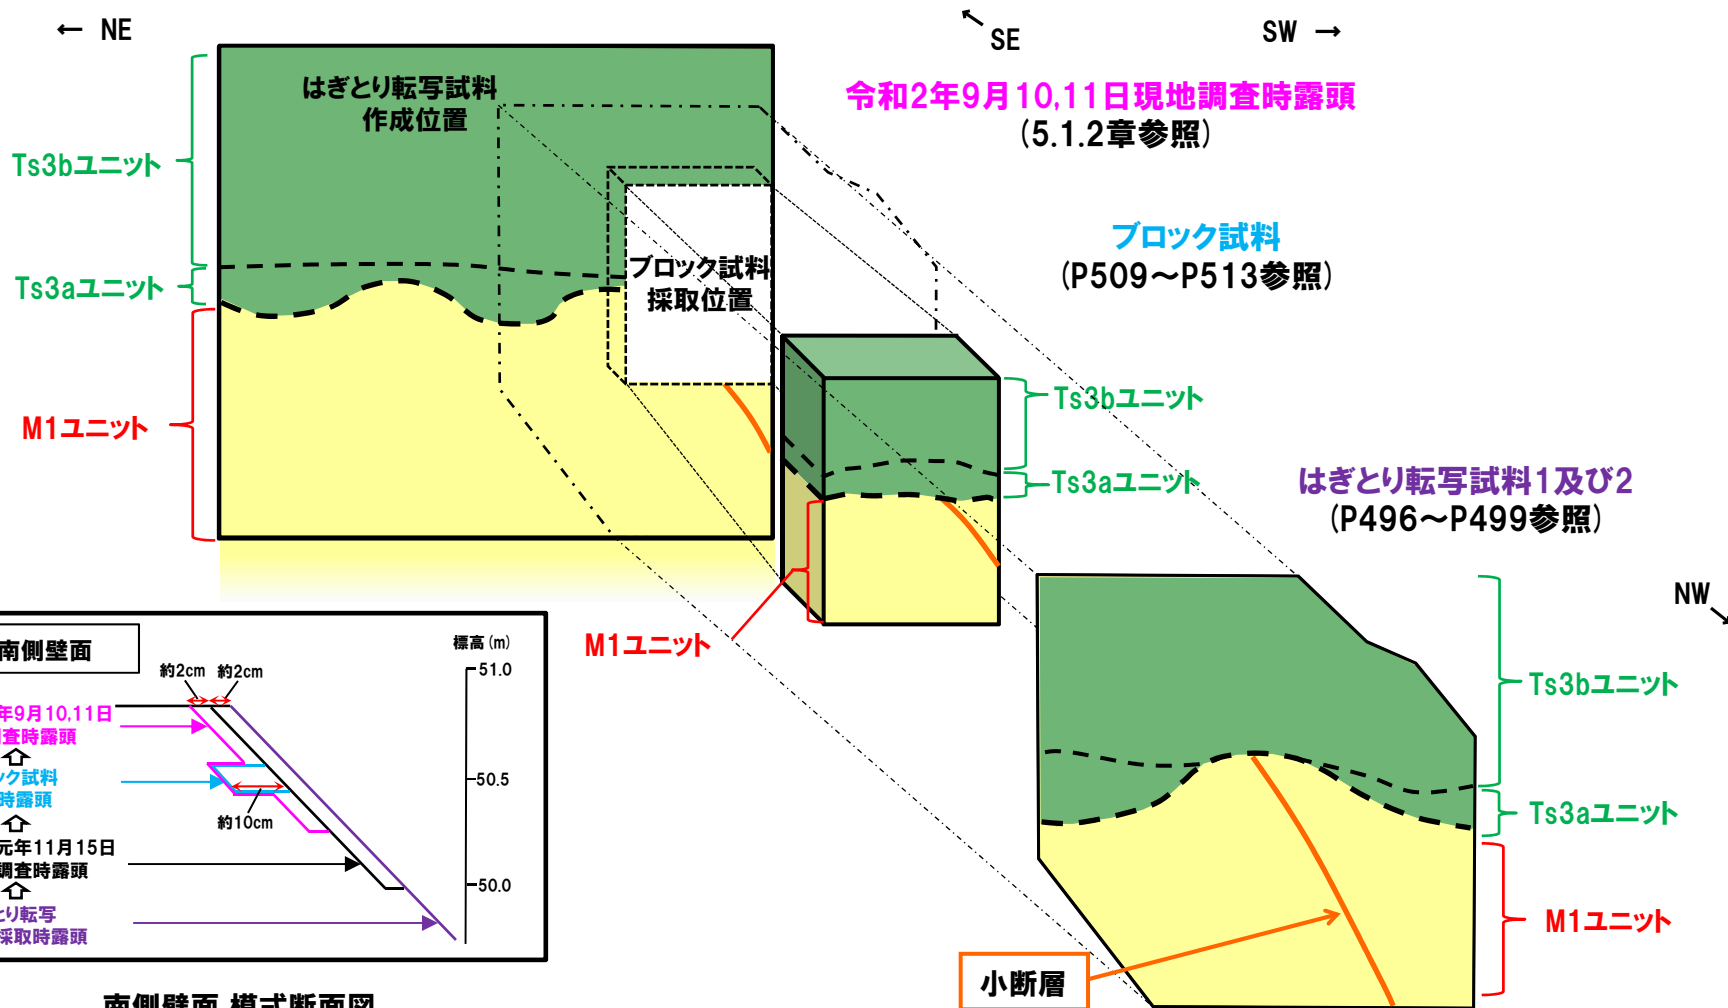 ← NE
SE
SW →
はぎとり転写試料
作成位置
令和2年9月10,11日現地調査時露頭
(5.1.2章参照)
Ts3bユニット
ブロック試料
(P509～P513参照)
Ts3aユニット
ブロック試料
採取位置
M1ユニット
Ts3bユニット
Ts3aユニット
はぎとり転写試料1及び2
(P496～P499参照)
M1ユニット
NW
Ts3bユニット
Ts3aユニット
M1ユニット
小断層
南側壁面
標高(m)
約2cm 約2cm
51.0
年9月10,11日
調査時露頭
ック試料
時露頭
50.5
約10cm
元年11月15日
調査時露頭
50.0
とり転写
採取時露頭
南側壁面 模式断面図